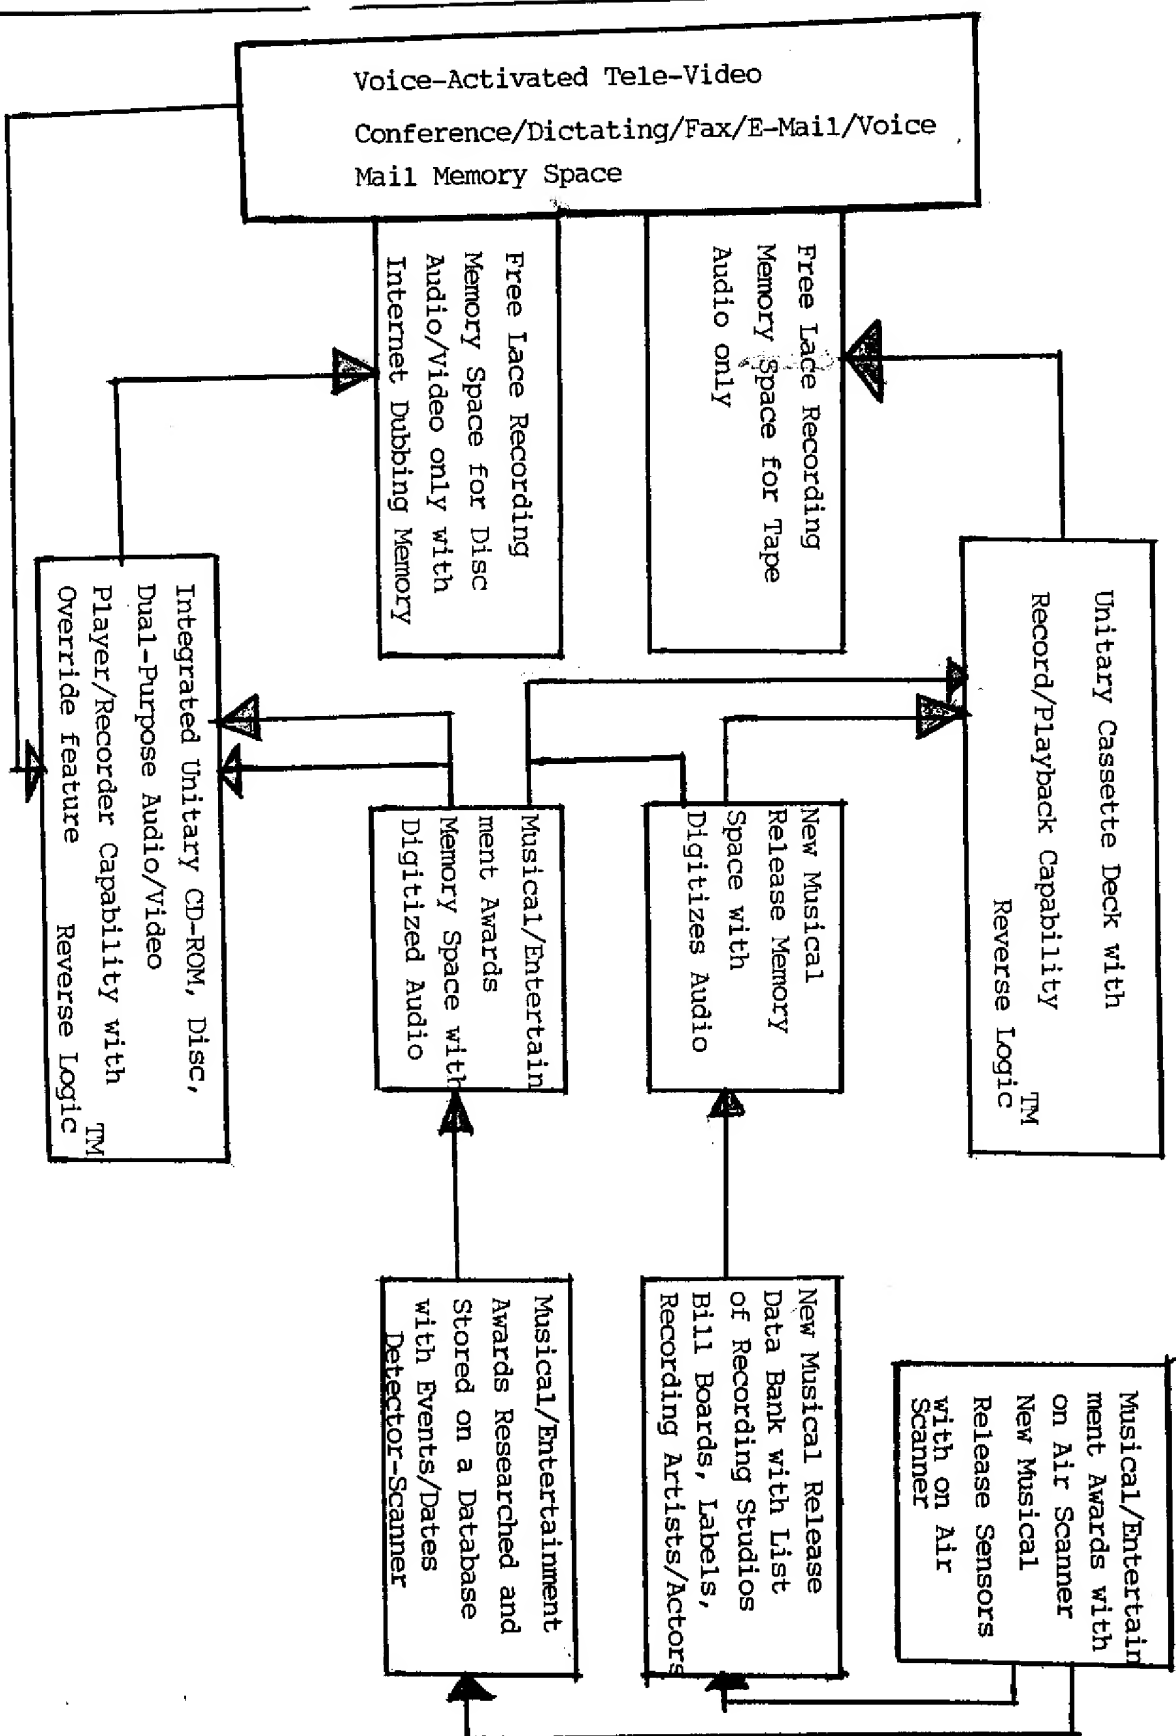 Voice-Activated Tele-Video
Conference/Dictating/Fax/E-Mail/Voice
Mail Memory Space
Free Lace Recording
Memory Space for Tape
Audio only
Free Lace Recording
Memory Space for Disc
Audio/Video only with
Internet Dubbing Memory
Unitary Cassette Deck with
Record/Playback Capability
Reverse Logic TM
Integrated Unitary CD-ROM, Disc,
Dual-Purpose Audio/Video
Player/Recorder Capability with
Override feature Reverse Logic TM
New Musical
Release Memory
Space with
Digitizes Audio
Musical/Entertain
ment Awards
Memory Space with
Digitized Audio
Musical/Entertain
ment Awards with
on Air Scanner
New Musical
Release Sensors
with on Air
Scanner
New Musical Release
Data Bank with List
of Recording Studios
Bill Boards, Labels,
Recording Artists/Actors
Musical/Entertainment
Awards Researched and
Stored on a Database
with Events/Dates
Detector-Scanner